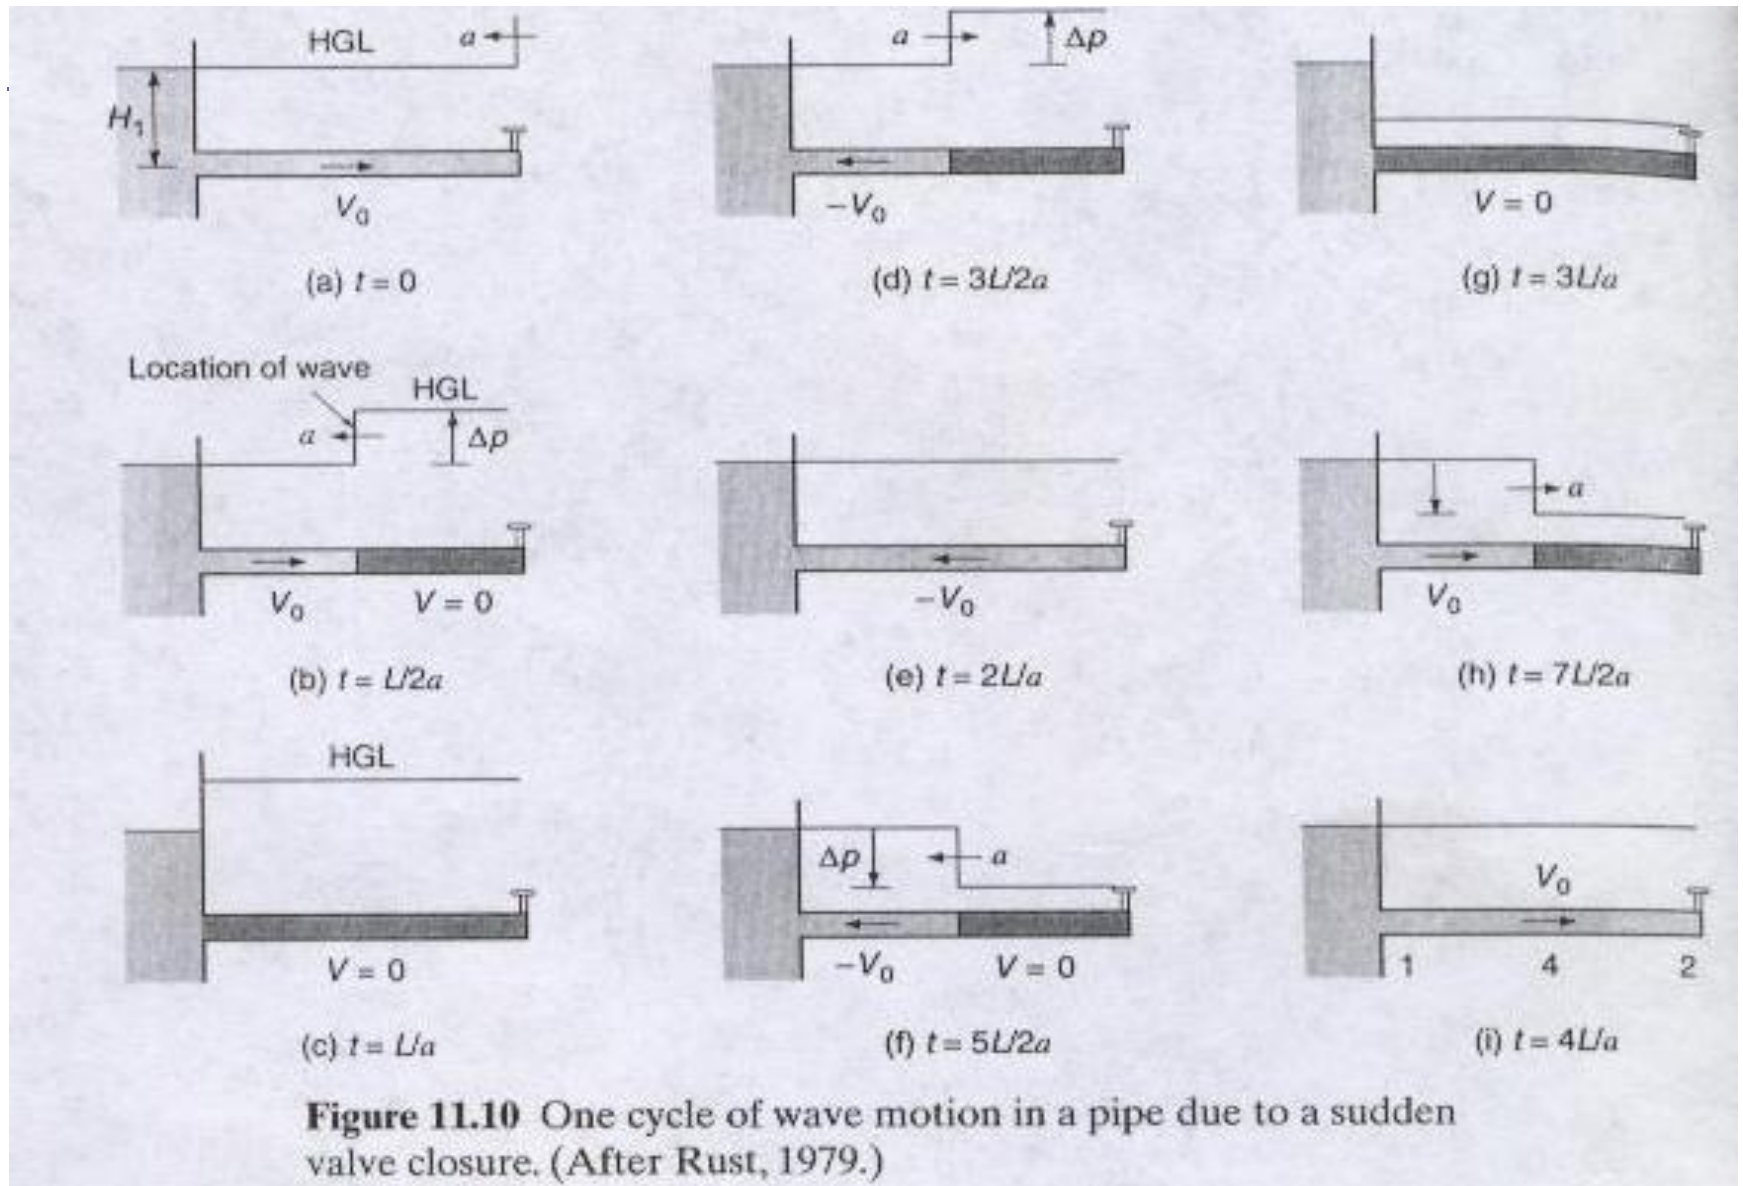 HGL
a
H₁
V₀
(a) t = 0
Location of wave
HGL
a
Δp
V₀
V = 0
(b) t = L/2a
HGL
V = 0
(c) t = L/a
a
Δp
−V₀
(d) t = 3L/2a
−V₀
(e) t = 2L/a
Δp
a
−V₀
V = 0
(f) t = 5L/2a
V = 0
(g) t = 3L/a
a
V₀
(h) t = 7L/2a
V₀
1
4
2
(i) t = 4L/a
Figure 11.10 One cycle of wave motion in a pipe due to a sudden
valve closure. (After Rust, 1979.)